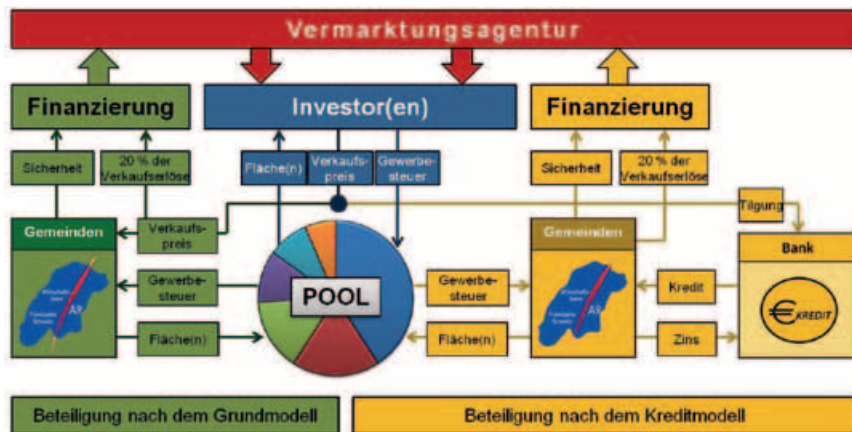 Vermarktungsagentur
Finanzierung
Investor(en)
Finanzierung
Sicherheit
20 % der
Verkaufserlöse
Fläche(n)
Verkaufs-
preis
Gewerbe-
steuer
Sicherheit
20 % der
Verkaufserlöse
Tilgung
Gemeinden
Verkaufs-
preis
Gemeinden
Bank
Gewerbe-
steuer
POOL
Gewerbe-
steuer
Kredit
KREDIT
A9
A9
Fläche(n)
Fläche(n)
Zins
Beteiligung nach dem Grundmodell
Beteiligung nach dem Kreditmodell